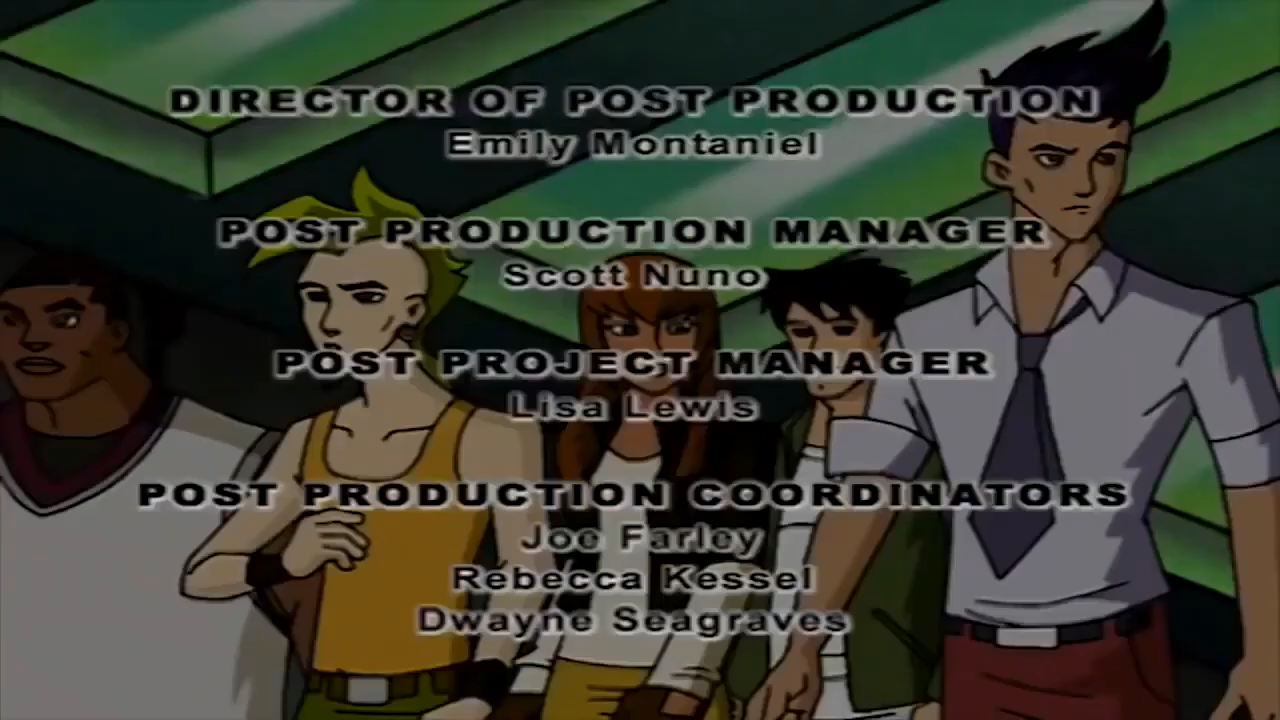 DIRECTOR OF POST PRODUCTION
Emily Montaniel
POST PRODUCTION MANAGER
Scott Nuno
POST PROJECT MANAGER
Lisa Lewis
POST PRODUCTION COORDINATORS
Joe Farley
Rebecca Kessel
Dwayne Seagraves